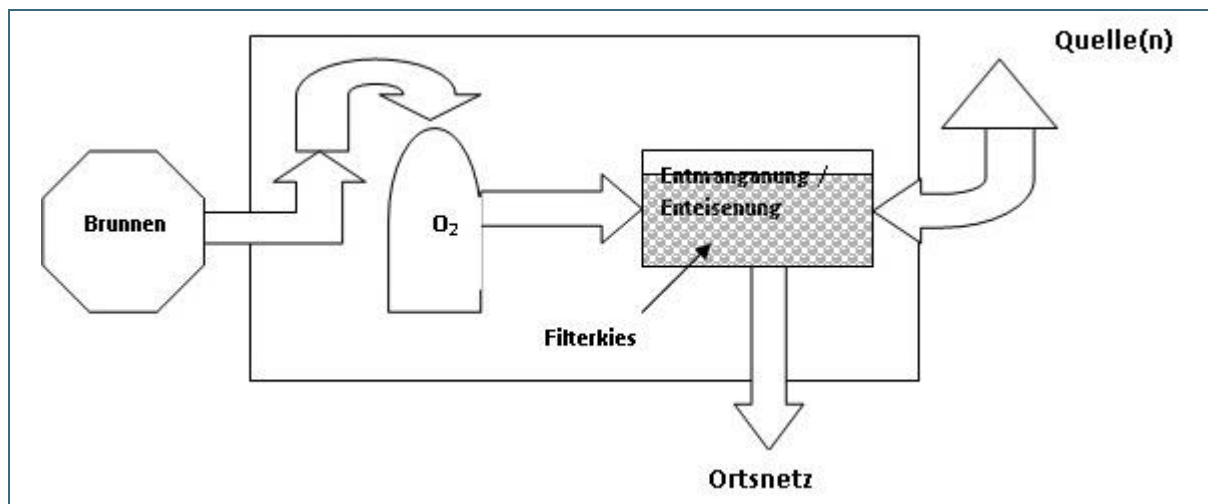 Quelle(n)
Brunnen
O₂
Entmanganung /
Enteisenung
Filterkies
Ortsnetz